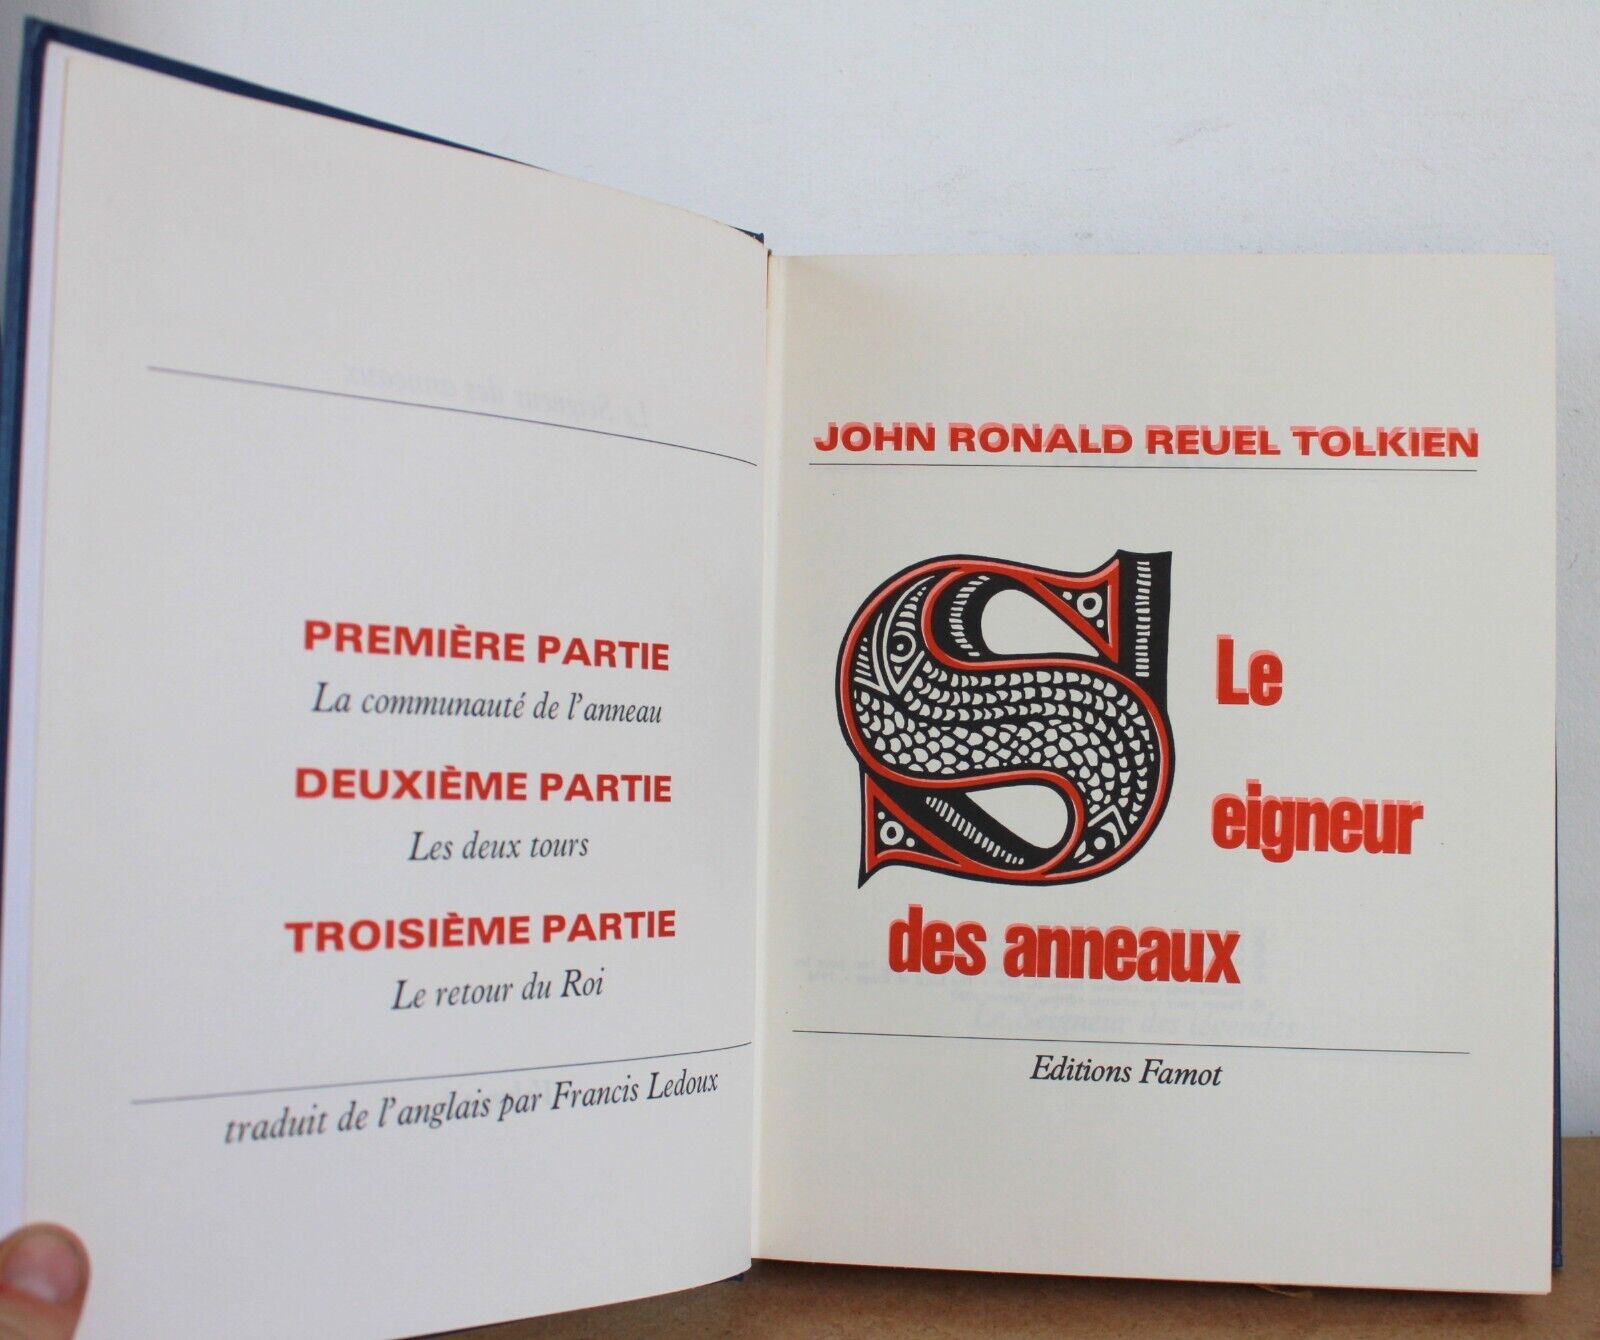 PREMIÈRE PARTIE
La communauté de l'anneau
DEUXIÈME PARTIE
Les deux tours
TROISIÈME PARTIE
Le retour du Roi
traduit de l'anglais par Francis Ledoux
JOHN RONALD REUEL TOLKIEN
Le
Seigneur
des anneaux
Editions Famot